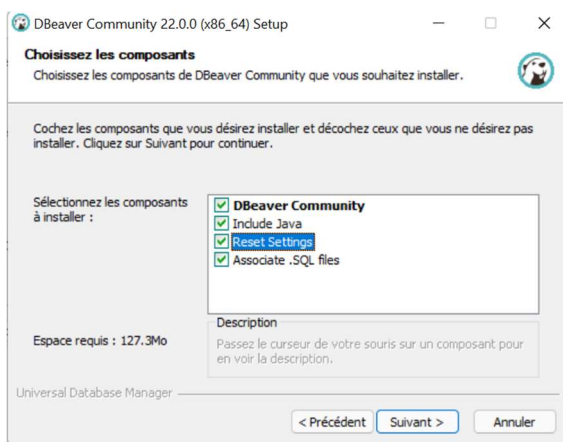 DBeaver Community 22.0.0 (x86_64) Setup
Choisissez les composants
Choisissez les composants de DBeaver Community que vous souhaitez installer.
Cochez les composants que vous désirez installer et décochez ceux que vous ne désirez pas
installer. Cliquez sur Suivant pour continuer.
Sélectionnez les composants
à installer :
DBeaver Community
Include Java
Reset Settings
Associate .SQL files
Espace requis : 127.3Mo
Description
Passez le curseur de votre souris sur un composant pour
en voir la description.
Universal Database Manager
< Précédent
Suivant >
Annuler